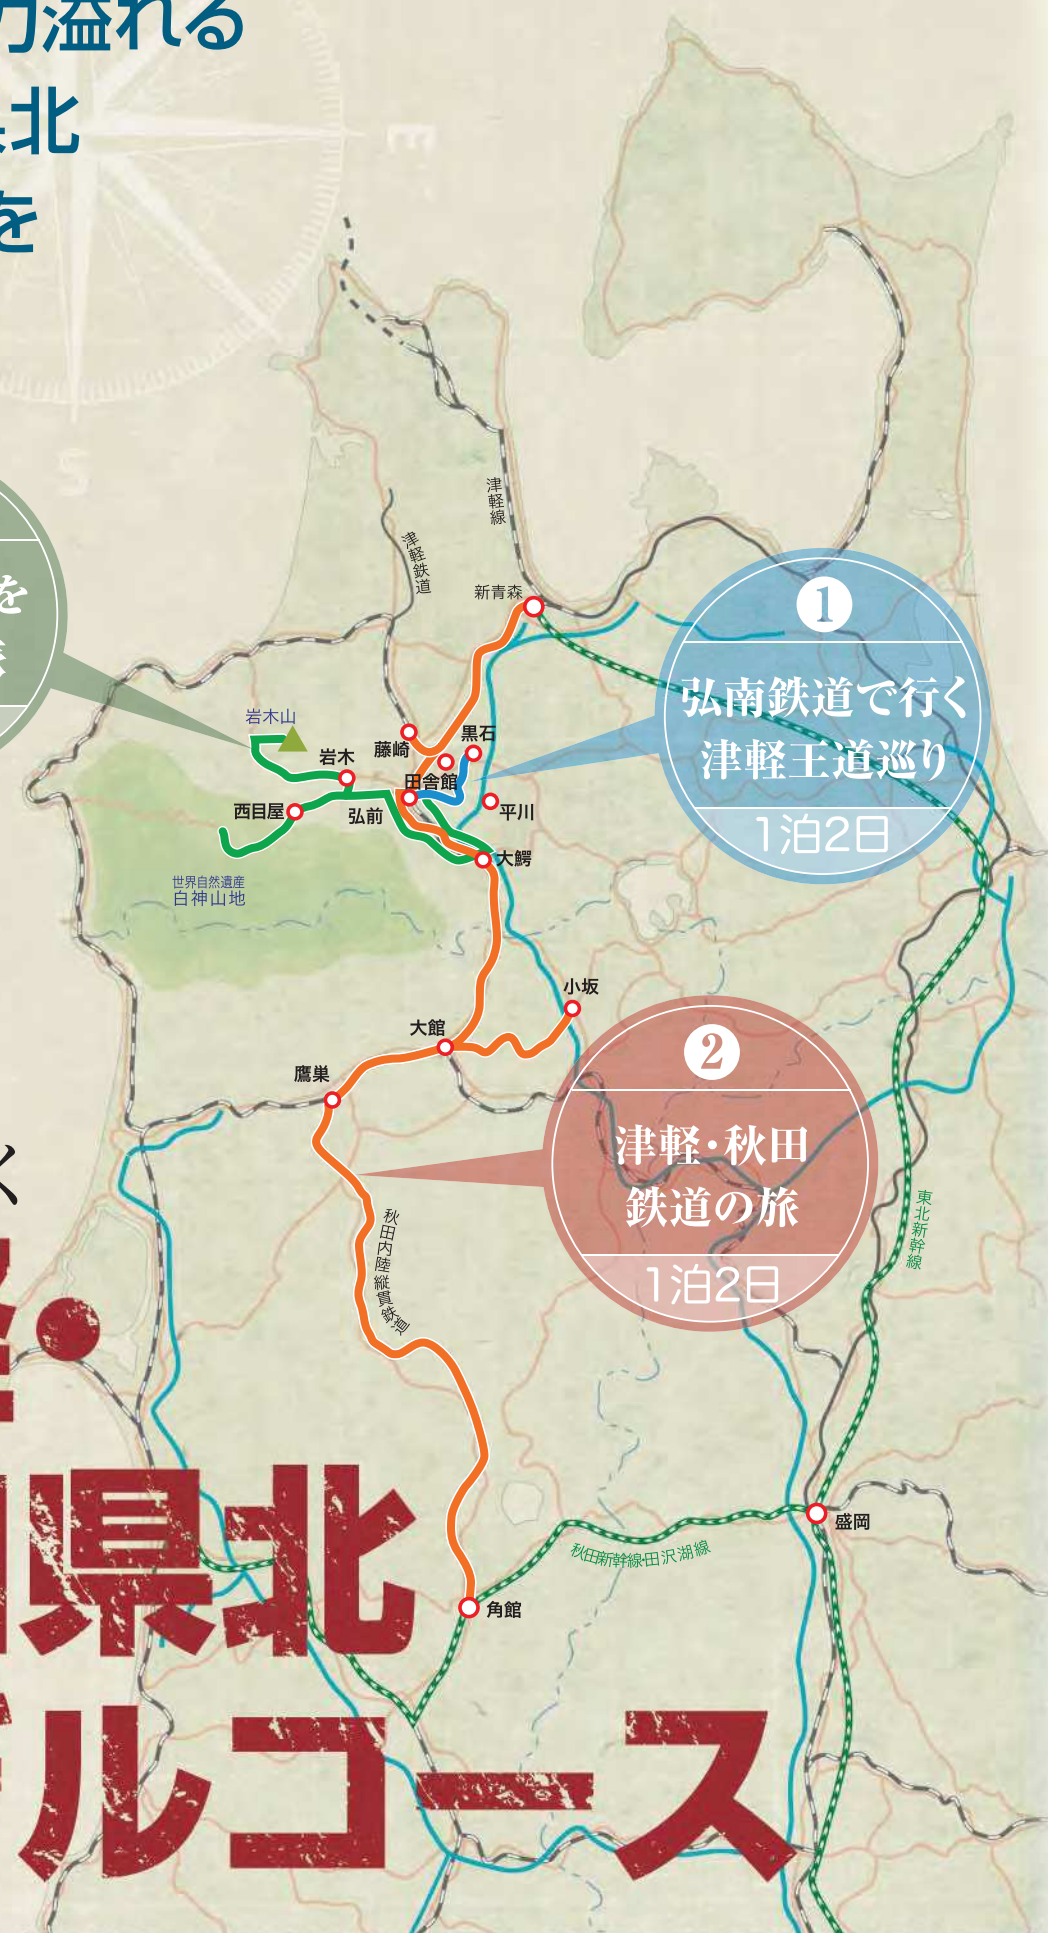 力溢れる
県北
を
E
S
津軽線
津軽鉄道
新青森
1
弘南鉄道で行く
津軽王道巡り
1泊2日
を
岩木山
岩木
藤崎
黒石
田舎館
西目屋
弘前
平川
大鰐
世界自然遺産
白神山地
小坂
大館
鷹巣
2
津軽・秋田
鉄道の旅
1泊2日
く
東北新幹線
秋田内陸縦貫鉄道
・
県北
盛岡
秋田新幹線・田沢湖線
角館
ルコース